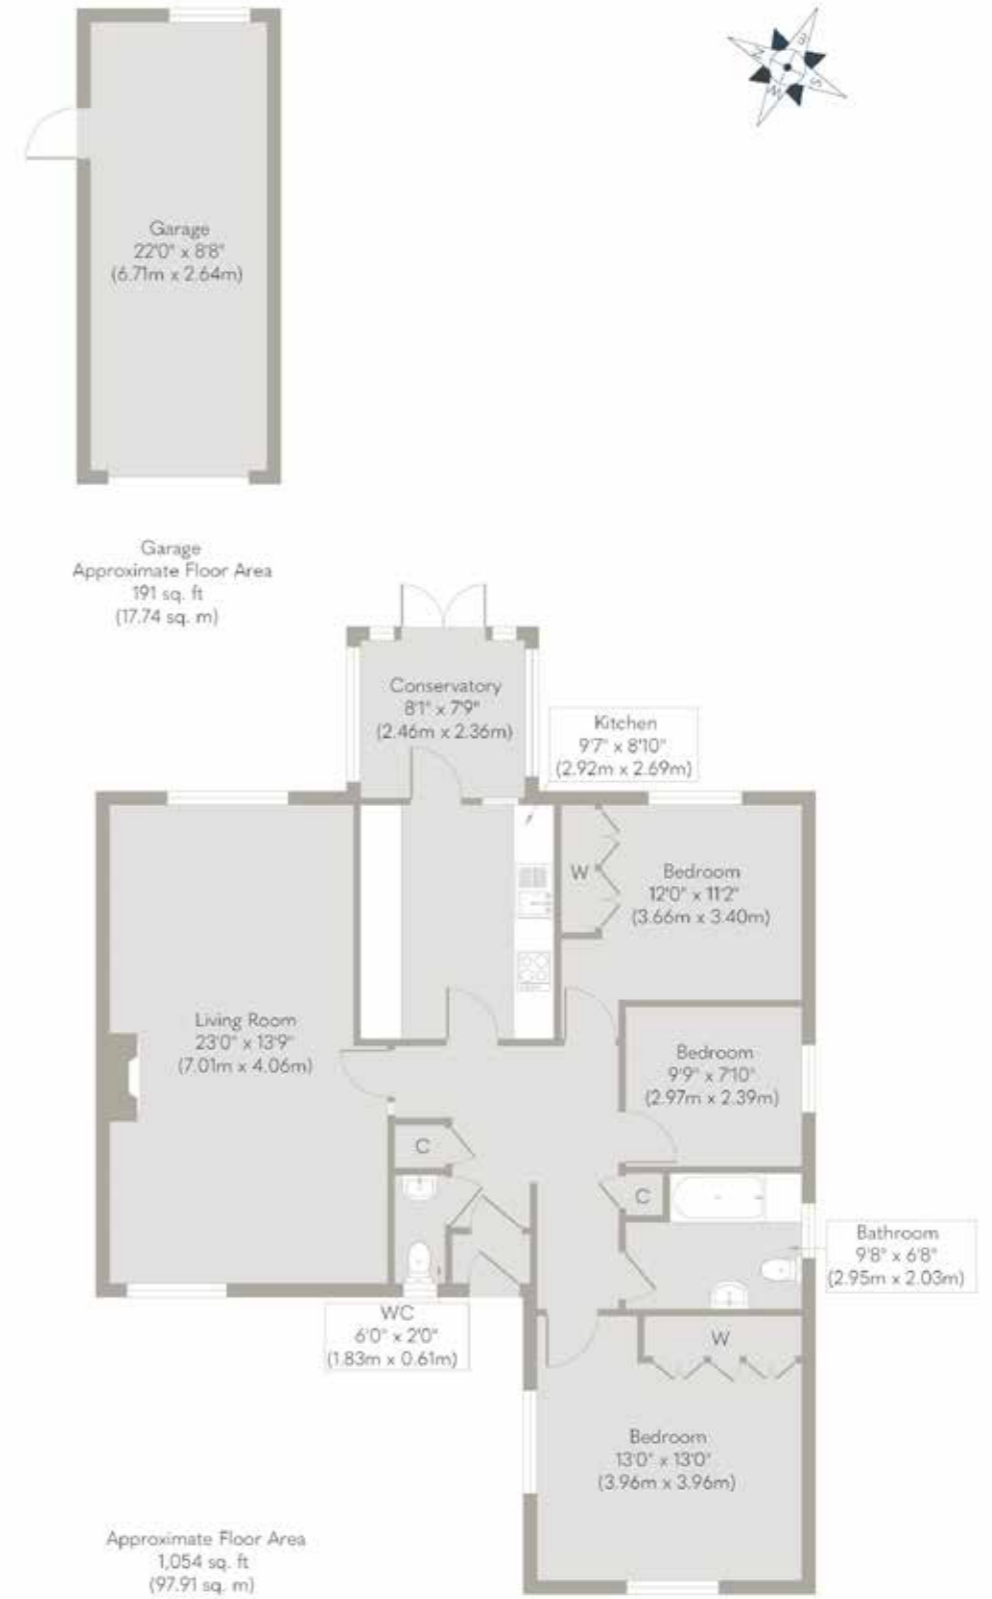 N
E
S
W
Garage
22'0" x 8'8"
(6.71m x 2.64m)
Garage
Approximate Floor Area
191 sq. ft
(17.74 sq. m)
Conservatory
8'1" x 7'9"
(2.46m x 2.36m)
Kitchen
9'7" x 8'10"
(2.92m x 2.69m)
W
Bedroom
12'0" x 11'2"
(3.66m x 3.40m)
Living Room
23'0" x 13'9"
(7.01m x 4.06m)
Bedroom
9'9" x 7'10"
(2.97m x 2.39m)
C
C
Bathroom
9'8" x 6'8"
(2.95m x 2.03m)
WC
6'0" x 2'0"
(1.83m x 0.61m)
W
Bedroom
13'0" x 13'0"
(3.96m x 3.96m)
Approximate Floor Area
1,054 sq. ft
(97.91 sq. m)